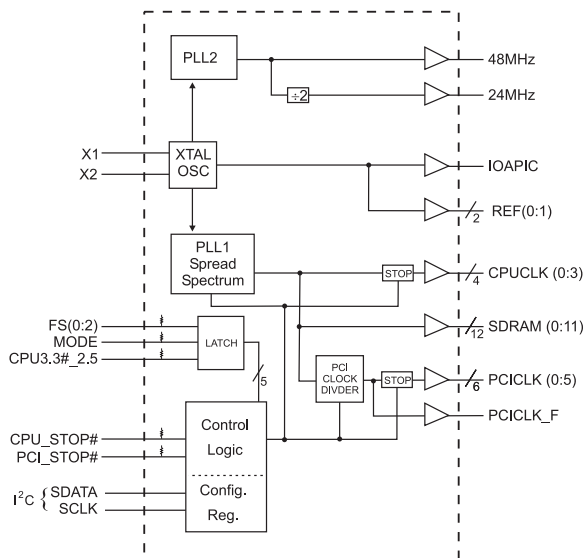 PLL2
48MHz
÷2
24MHz
X1
X2
XTAL
OSC
IOAPIC
2
REF(0:1)
PLL1
Spread
Spectrum
STOP
4
CPUCLK (0:3)
FS(0:2)
MODE
CPU3.3#_2.5
LATCH
12
SDRAM (0:11)
5
PCI
CLOCK
DIVDER
STOP
6
PCICLK (0:5)
PCICLK_F
CPU_STOP#
PCI_STOP#
Control
Logic
I²C { SDATA
SCLK
Config.
Reg.